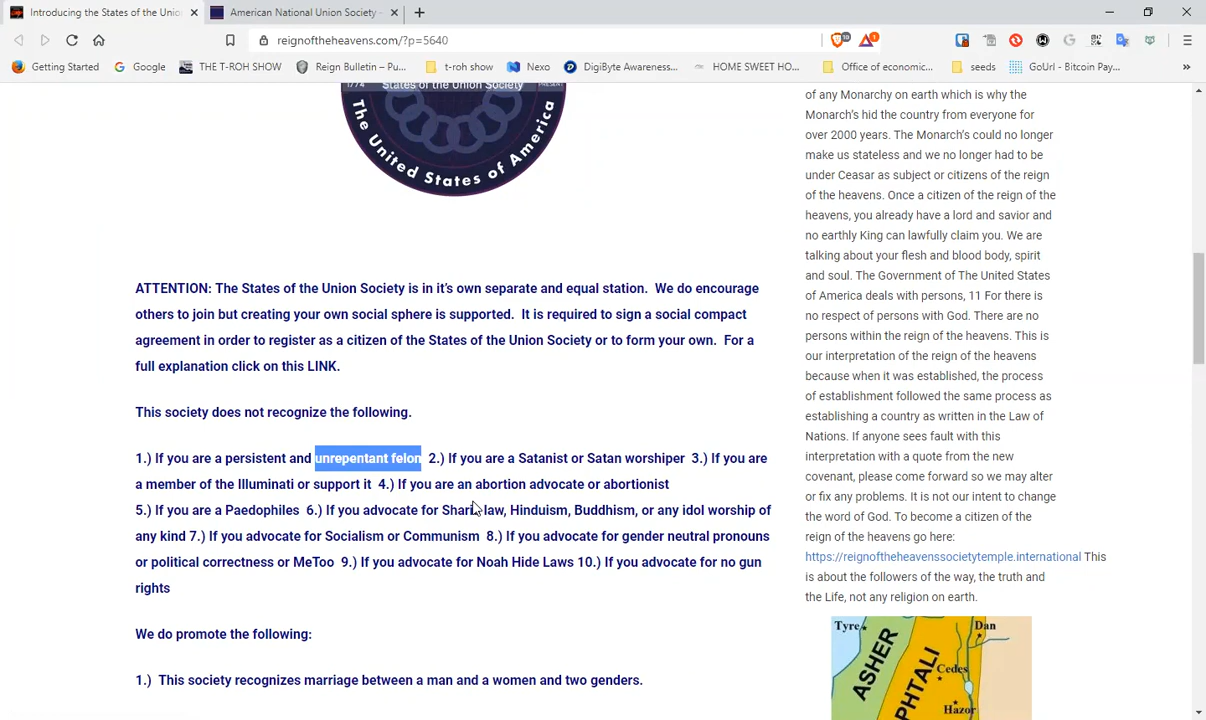 Introducing the States of the Unio
American National Union Society -
reignoftheheavens.com/?p=5640
Getting Started
Google
THE T-ROH SHOW
Reign Bulletin – Pu...
t-roh show
Nexo
DigiByte Awareness...
HOME SWEET HO...
Office of economic...
seeds
GoUrl - Bitcoin Pay...
States of the Union Society
1774
PRESENT
The United States of America
ATTENTION: The States of the Union Society is in it's own separate and equal station. We do encourage
others to join but creating your own social sphere is supported. It is required to sign a social compact
agreement in order to register as a citizen of the States of the Union Society or to form your own. For a
full explanation click on this LINK.
This society does not recognize the following.
1.) If you are a persistent and unrepentant felon 2.) If you are a Satanist or Satan worshiper 3.) If you are
a member of the Illuminati or support it 4.) If you are an abortion advocate or abortionist
5.) If you are a Paedophiles 6.) If you advocate for Sharia law, Hinduism, Buddhism, or any idol worship of
any kind 7.) If you advocate for Socialism or Communism 8.) If you advocate for gender neutral pronouns
or political correctness or MeToo 9.) If you advocate for Noah Hide Laws 10.) If you advocate for no gun
rights
We do promote the following:
1.) This society recognizes marriage between a man and a women and two genders.
of any Monarchy on earth which is why the
Monarch's hid the country from everyone for
over 2000 years. The Monarch's could no longer
make us stateless and we no longer had to be
under Ceasar as subject or citizens of the reign
of the heavens. Once a citizen of the reign of the
heavens, you already have a lord and savior and
no earthly King can lawfully claim you. We are
talking about your flesh and blood body, spirit
and soul. The Government of The United States
of America deals with persons, 11 For there is
no respect of persons with God. There are no
persons within the reign of the heavens. This is
our interpretation of the reign of the heavens
because when it was established, the process
of establishment followed the same process as
establishing a country as written in the Law of
Nations. If anyone sees fault with this
interpretation with a quote from the new
covenant, please come forward so we may alter
or fix any problems. It is not our intent to change
the word of God. To become a citizen of the
reign of the heavens go here:
https://reignoftheheavenssocietytemple.international This
is about the followers of the way, the truth and
the Life, not any religion on earth.
Tyre
Dan
ASHER
PHTALI
Cedes
Hazor